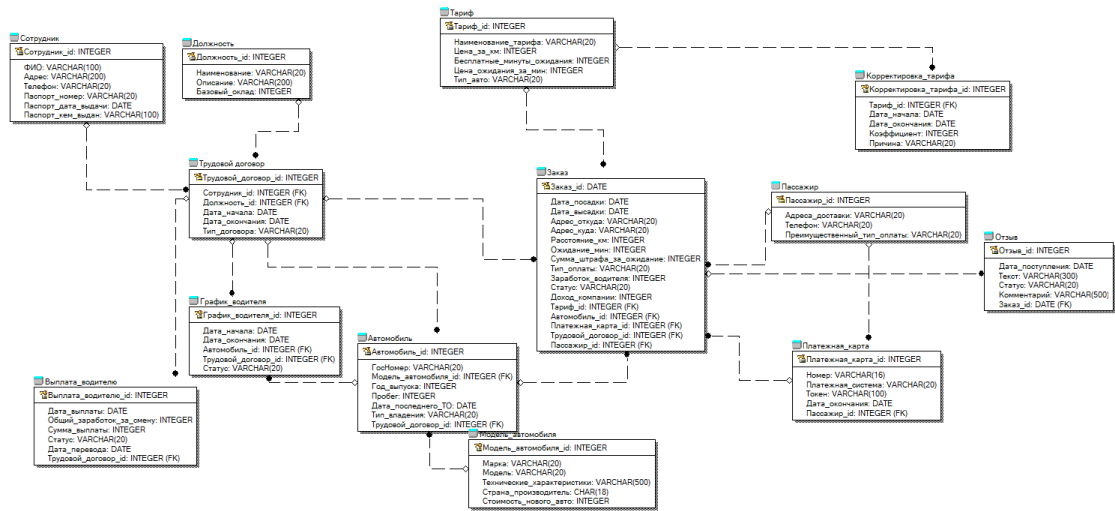 Сотрудник
Сотрудник_id: INTEGER
ФИО: VARCHAR(100)
Адрес: VARCHAR(200)
Телефон: VARCHAR(20)
Паспорт_номер: VARCHAR(20)
Паспорт_дата_выдачи: DATE
Паспорт_кем_выдан: VARCHAR(100)
Должность
Должность_id: INTEGER
Наименование: VARCHAR(20)
Описание: VARCHAR(200)
Базовый_оклад: INTEGER
Тариф
Тариф_id: INTEGER
Наименование_тарифа: VARCHAR(20)
Цена_за_км: INTEGER
Бесплатные_минуты_ожидания: INTEGER
Цена_ожидания_за_мин: INTEGER
Тип_авто: VARCHAR(20)
Корректировка_тарифа
Корректировка_тарифа_id: INTEGER
Тариф_id: INTEGER (FK)
Дата_начала: DATE
Дата_окончания: DATE
Коэффициент: INTEGER
Причина: VARCHAR(20)
Трудовой договор
Трудовой_договор_id: INTEGER
Сотрудник_id: INTEGER (FK)
Должность_id: INTEGER (FK)
Дата_начала: DATE
Дата_окончания: DATE
Тип_договора: VARCHAR(20)
Заказ
Заказ_id: DATE
Дата_посадки: DATE
Дата_высадки: DATE
Адрес_откуда: VARCHAR(20)
Адрес_куда: VARCHAR(20)
Расстояние_км: INTEGER
Ожидание_мин: INTEGER
Сумма_штрафа_за_ожидание: INTEGER
Тип_оплаты: VARCHAR(20)
Заработок_водителя: INTEGER
Статус: VARCHAR(20)
Доход_компании: INTEGER
Тариф_id: INTEGER (FK)
Автомобиль_id: INTEGER (FK)
Платежная_карта_id: INTEGER (FK)
Трудовой_договор_id: INTEGER (FK)
Пассажир_id: INTEGER (FK)
Пассажир
Пассажир_id: INTEGER
Адреса_доставки: VARCHAR(20)
Телефон: VARCHAR(20)
Преимущественный_тип_оплаты: VARCHAR(20)
Отзыв
Отзыв_id: INTEGER
Дата_поступления: DATE
Текст: VARCHAR(300)
Статус: VARCHAR(20)
Комментарий: VARCHAR(500)
Заказ_id: DATE (FK)
График_водителя
График_водителя_id: INTEGER
Дата_начала: DATE
Дата_окончания: DATE
Автомобиль_id: INTEGER (FK)
Трудовой_договор_id: INTEGER (FK)
Статус: VARCHAR(20)
Автомобиль
Автомобиль_id: INTEGER
ГосНомер: VARCHAR(20)
Модель_автомобиля_id: INTEGER (FK)
Год_выпуска: INTEGER
Пробег: INTEGER
Дата_последнего_ТО: DATE
Тип_владения: VARCHAR(20)
Трудовой_договор_id: INTEGER (FK)
Платежная_карта
Платежная_карта_id: INTEGER
Номер: VARCHAR(16)
Платежная_система: VARCHAR(20)
Токен: VARCHAR(100)
Дата_окончания: DATE
Пассажир_id: INTEGER (FK)
Выплата_водителю
Выплата_водителю_id: INTEGER
Дата_выплаты: DATE
Общий_заработок_за_смену: INTEGER
Сумма_выплаты: INTEGER
Статус: VARCHAR(20)
Дата_перевода: DATE
Трудовой_договор_id: INTEGER (FK)
Модель_автомобиля
Модель_автомобиля_id: INTEGER
Марка: VARCHAR(20)
Модель: VARCHAR(20)
Технические_характеристики: VARCHAR(500)
Страна_производитель: CHAR(18)
Стоимость_нового_авто: INTEGER